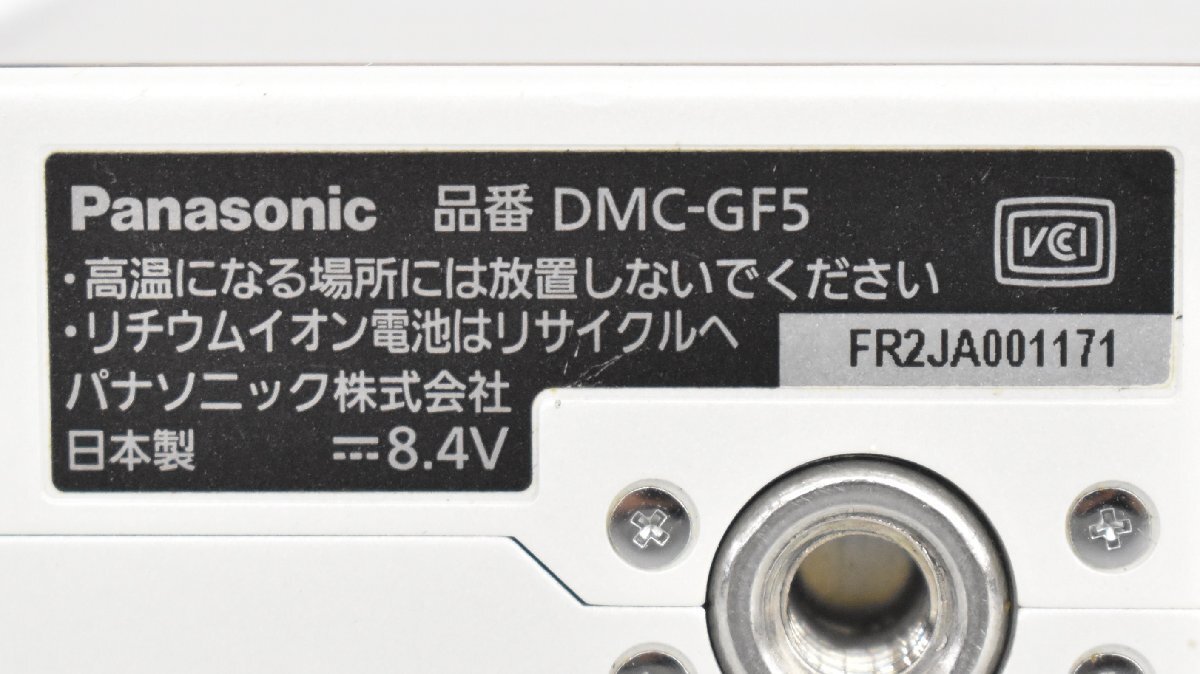 Panasonic 品番 DMC-GF5
VCCI
・高温になる場所には放置しないでください
・リチウムイオン電池はリサイクルへ
FR2JA001171
パナソニック株式会社
日本製 ⎓8.4V